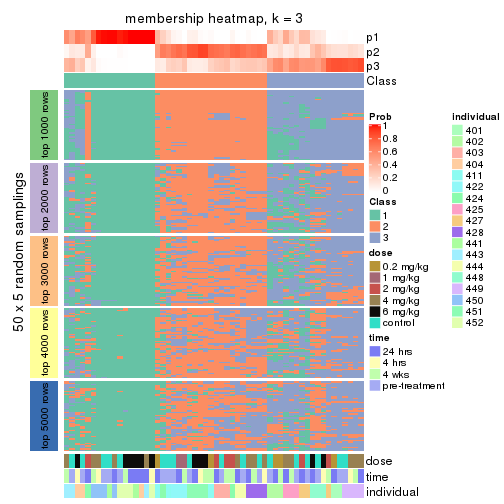 membership heatmap, k = 3
p1
p2
p3
Class
50 x 5 random samplings
top 1000 rows
top 2000 rows
top 3000 rows
top 4000 rows
top 5000 rows
dose
time
individual
Prob
1
0.8
0.6
0.4
0.2
0
Class
1
2
3
dose
0.2 mg/kg
1 mg/kg
2 mg/kg
4 mg/kg
6 mg/kg
control
time
24 hrs
4 hrs
4 wks
pre-treatment
individual
401
402
403
404
411
422
424
425
427
428
441
443
444
448
449
450
451
452